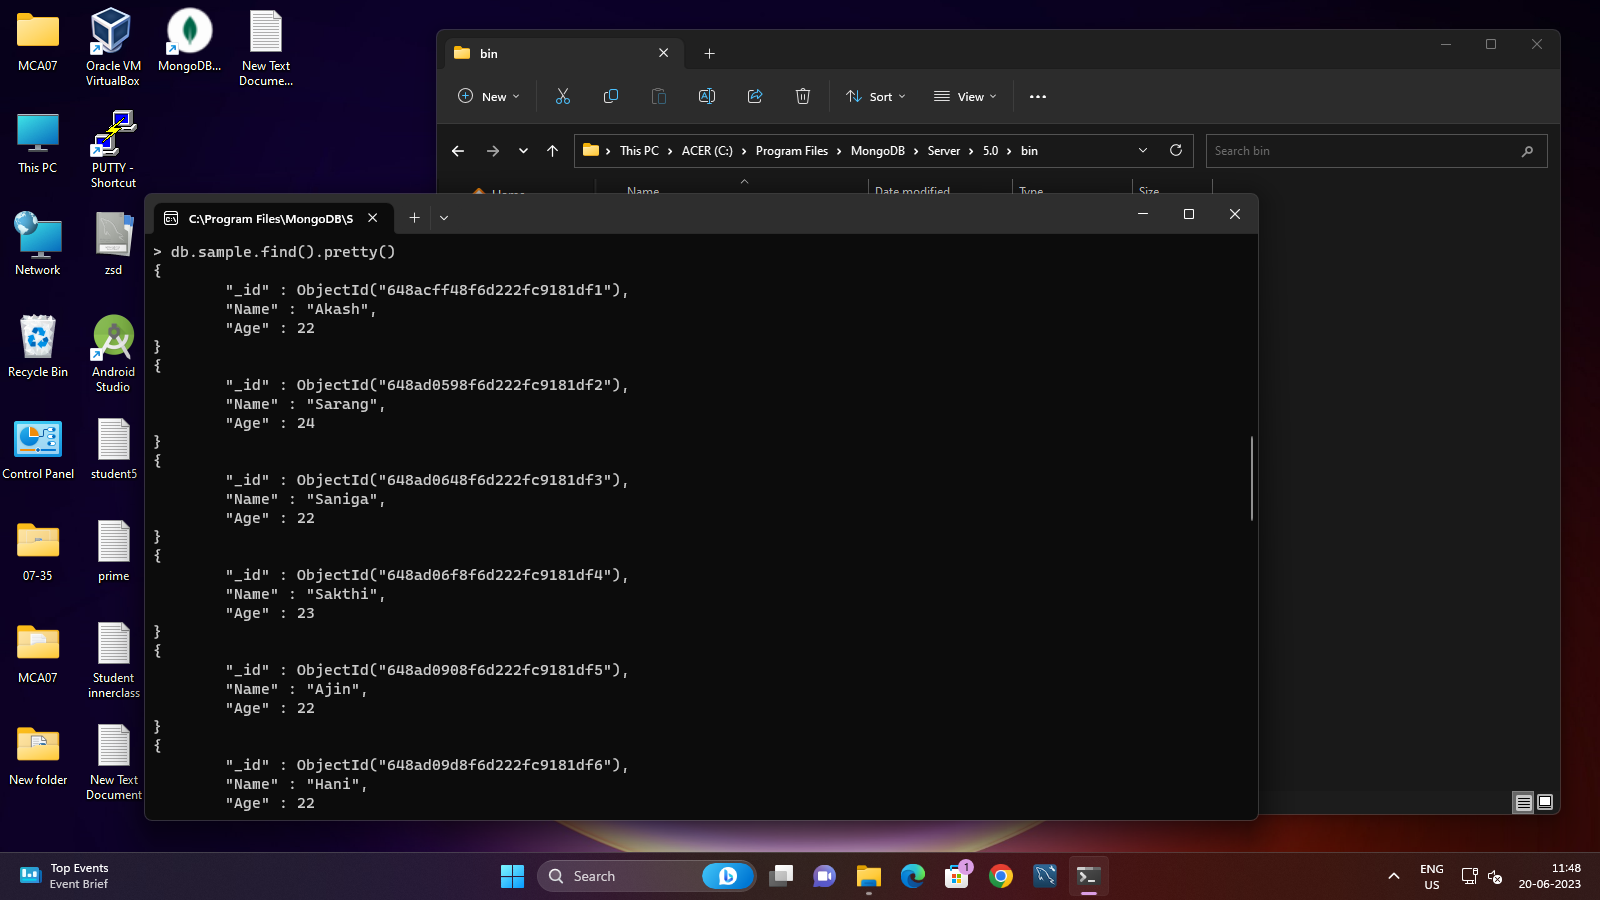 MCA07
Oracle VM
VirtualBox
MongoDB...
New Text
Docume...
This PC
PUTTY -
Shortcut
Network
zsd
Recycle Bin
Android
Studio
Control Panel
student5
07-35
prime
MCA07
Student
innerclass
New folder
New Text
Document
bin
New
Sort
View
This PC > ACER (C:) > Program Files > MongoDB > Server > 5.0 > bin
Search bin
Home
Name
Date modified
Type
Size
C:\Program Files\MongoDB\S
> db.sample.find().pretty()
{
"_id" : ObjectId("648acff48f6d222fc9181df1"),
"Name" : "Akash",
"Age" : 22
}
{
"_id" : ObjectId("648ad0598f6d222fc9181df2"),
"Name" : "Sarang",
"Age" : 24
}
{
"_id" : ObjectId("648ad0648f6d222fc9181df3"),
"Name" : "Saniga",
"Age" : 22
}
{
"_id" : ObjectId("648ad06f8f6d222fc9181df4"),
"Name" : "Sakthi",
"Age" : 23
}
{
"_id" : ObjectId("648ad0908f6d222fc9181df5"),
"Name" : "Ajin",
"Age" : 22
}
{
"_id" : ObjectId("648ad09d8f6d222fc9181df6"),
"Name" : "Hani",
"Age" : 22
Top Events
Event Brief
Search
1
ENG
US
11:48
20-06-2023